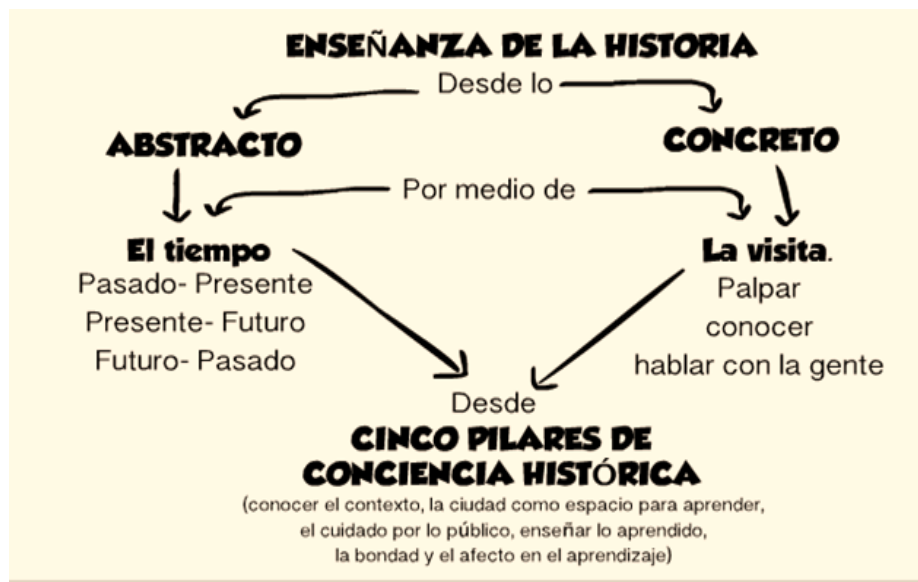 ENSEÑANZA DE LA HISTORIA
Desde lo
ABSTRACTO
CONCRETO
Por medio de
El tiempo
Pasado- Presente
Presente- Futuro
Futuro- Pasado
La visita.
Palpar
conocer
hablar con la gente
Desde
CINCO PILARES DE
CONCIENCIA HISTÓRICA
(conocer el contexto, la ciudad como espacio para aprender,
el cuidado por lo público, enseñar lo aprendido,
la bondad y el afecto en el aprendizaje)